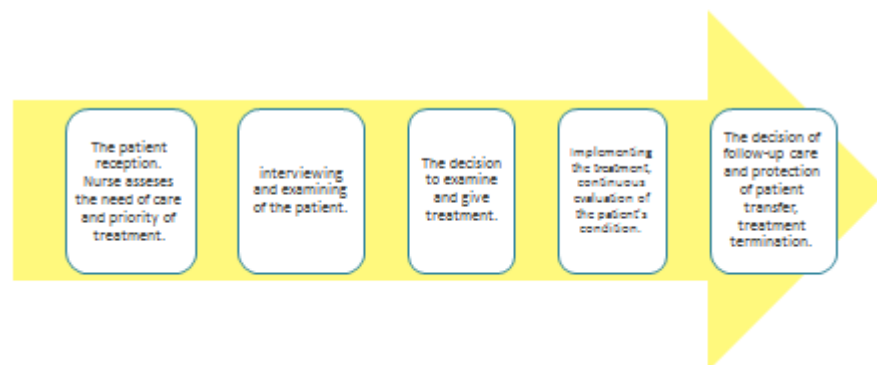 The patient
reception.
Nurse asseses
the need of care
and priority of
treatment.
interviewing
and examining
of the patient.
The decision
to examine
and give
treatment.
Implementing
the treatment,
continuous
evaluation of
the patient's
condition.
The decision of
follow-up care
and protection
of patient
transfer,
treatment
termination.